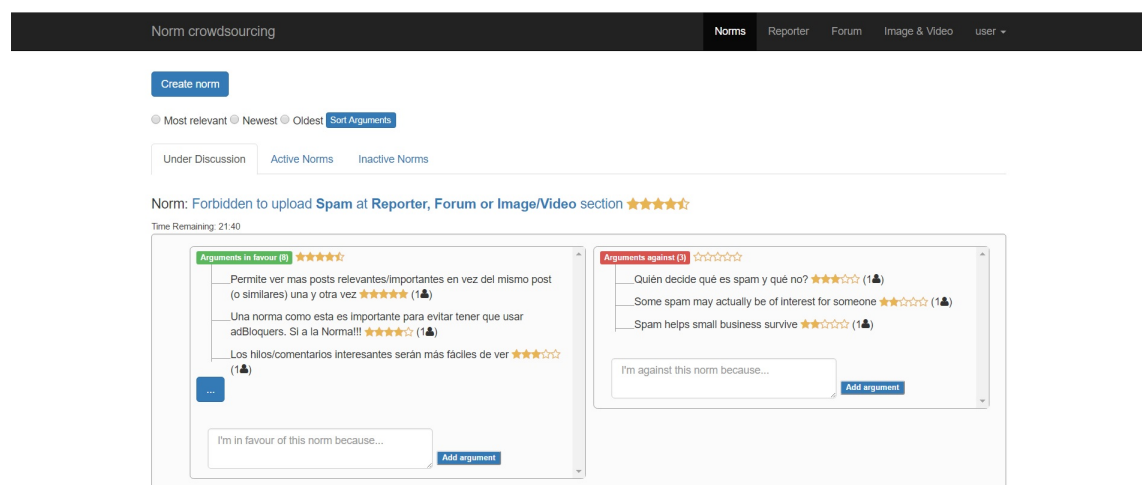 Norm crowdsourcing
Norms Reporter Forum Image & Video user
Create norm
Most relevant Newest Oldest Sort Arguments
Under Discussion Active Norms Inactive Norms
Norm: Forbidden to upload Spam at Reporter, Forum or Image/Video section
Time Remaining: 21:40
Arguments in favour (8)
Permite ver mas posts relevantes/importantes en vez del mismo post
(o similares) una y otra vez (1)
Una norma como esta es importante para evitar tener que usar
adBloquers. Si a la Norma!!! (1)
Los hilos/comentarios interesantes serán más fáciles de ver
(1)
...
I'm in favour of this norm because...
Add argument
Arguments against (3)
Quién decide qué es spam y qué no? (1)
Some spam may actually be of interest for someone (1)
Spam helps small business survive (1)
I'm against this norm because...
Add argument